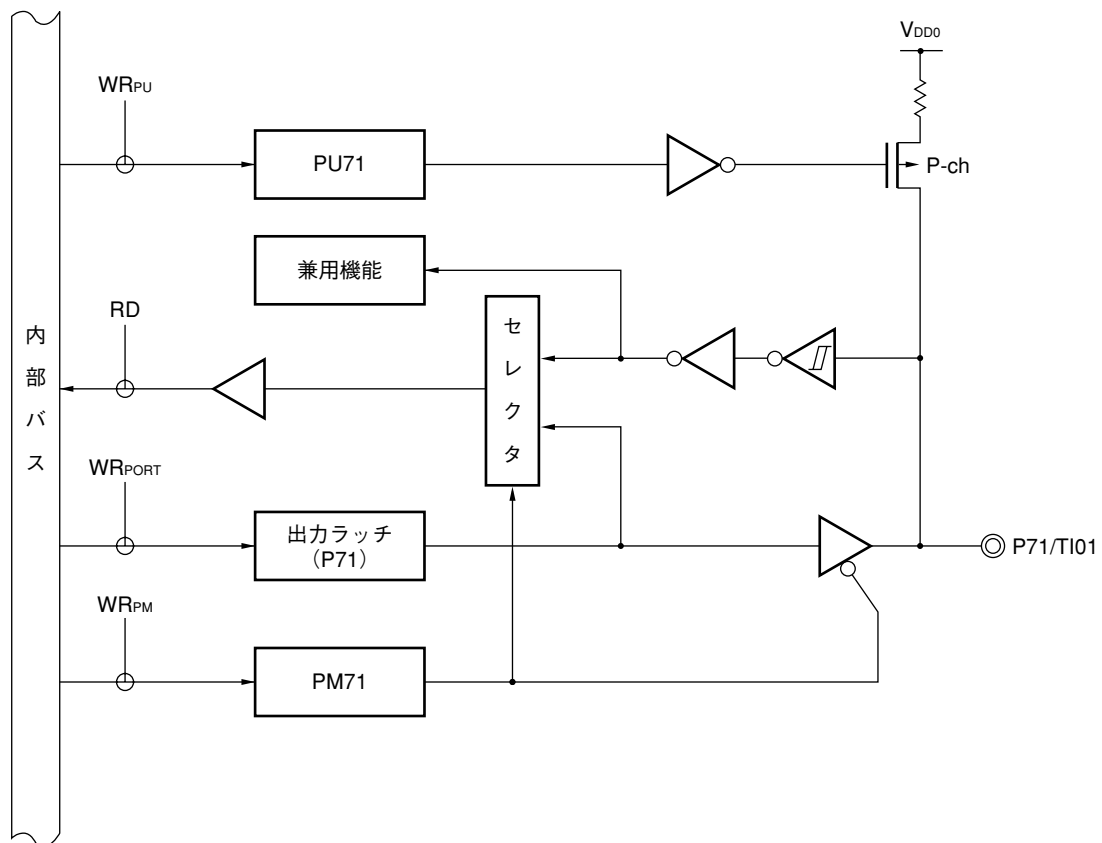 VDD0
WRPU
PU71
P-ch
兼用機能
RD
セレクタ
内部バス
WRPORT
出力ラッチ
（P71）
P71/TI01
WRPM
PM71